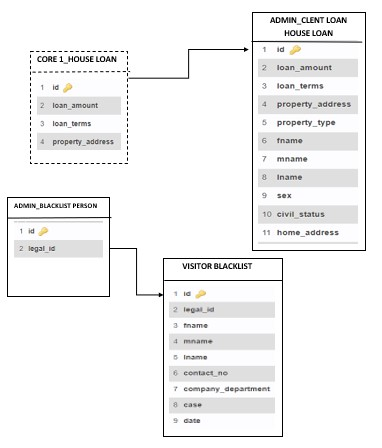 ADMIN_CLENT LOAN
HOUSE LOAN
1 id
2 loan_amount
3 loan_terms
4 property_address
5 property_type
6 fname
7 mname
8 lname
9 sex
10 civil_status
11 home_address
CORE 1_HOUSE LOAN
1 id
2 loan_amount
3 loan_terms
4 property_address
ADMIN_BLACKLIST PERSON
1 id
2 legal_id
VISITOR BLACKLIST
1 id
2 legal_id
3 fname
4 mname
5 lname
6 contact_no
7 company_department
8 case
9 date